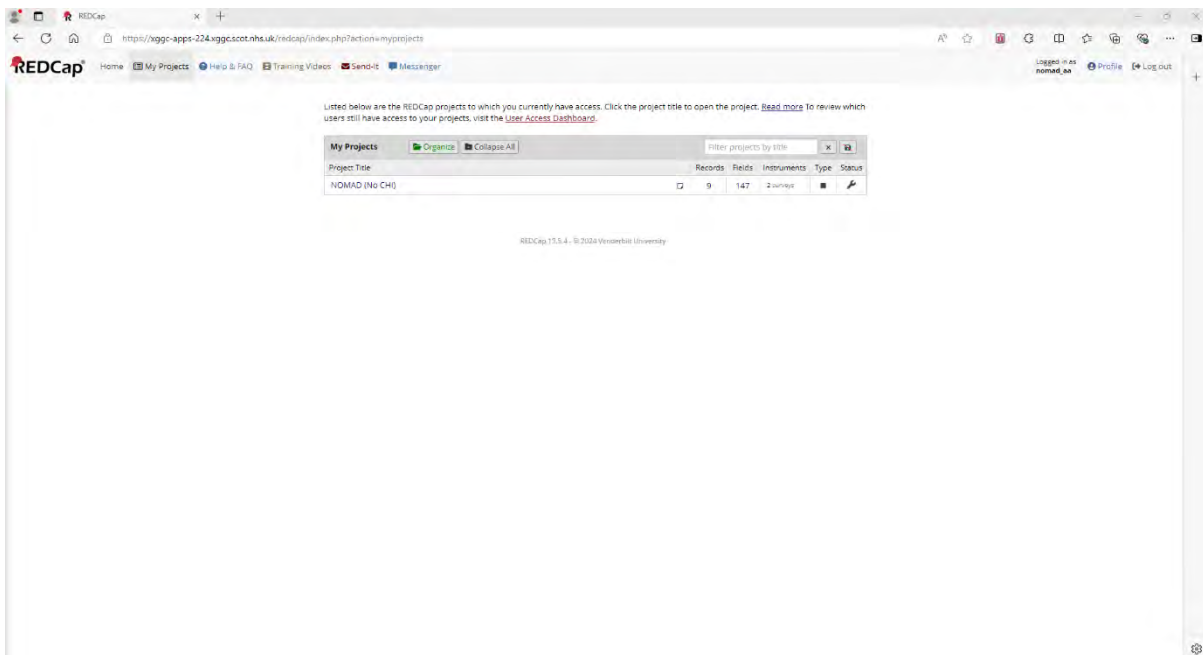 REDCap
https://xggc-apps-224.xggc.scot.nhs.uk/redcap/index.php?action=myprojects
REDCap Home My Projects Help & FAQ Training Videos Send-It Messenger
Logged in as
nomad_aa
Profile
Log out
Listed below are the REDCap projects to which you currently have access. Click the project title to open the project. Read more To review which
users still have access to your projects, visit the User Access Dashboard.
My Projects Organize Collapse All Filter projects by title
Project Title Records Fields Instruments Type Status
NOMAD (No CHI) 9 147 2 surveys
© 2024 Vanderbilt University